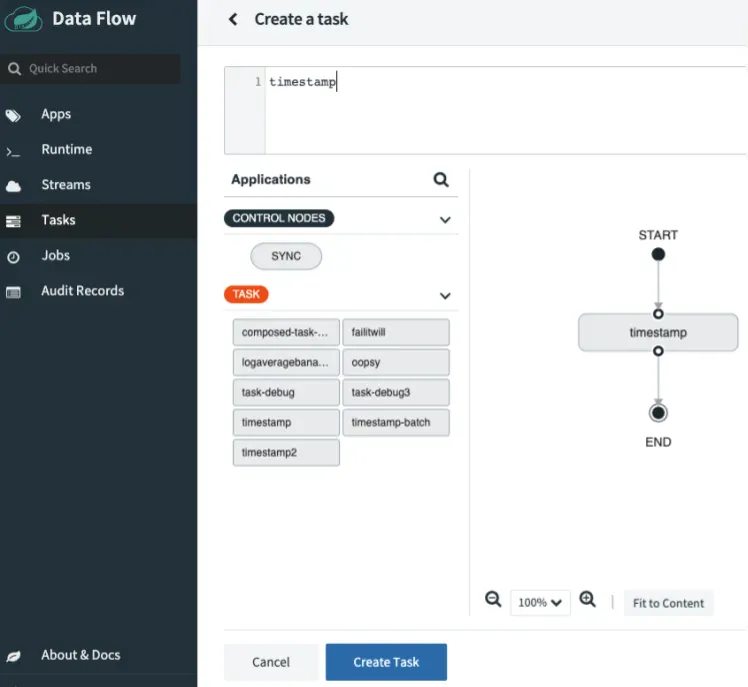 Data Flow
Quick Search
Apps
Runtime
Streams
Tasks
Jobs
Audit Records
About & Docs
Create a task
1 timestamp
Applications
CONTROL NODES
SYNC
TASK
composed-task-... failitwill
logaveragebana... oopsy
task-debug task-debug3
timestamp timestamp-batch
timestamp2
START
timestamp
END
100% Fit to Content
Cancel Create Task